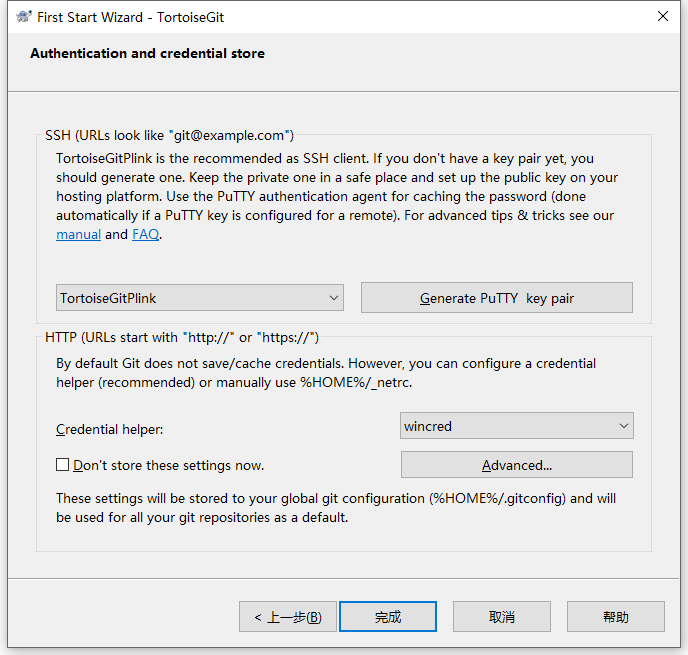 First Start Wizard - TortoiseGit
Authentication and credential store
SSH (URLs look like "git@example.com")
TortoiseGitPlink is the recommended as SSH client. If you don't have a key pair yet, you
should generate one. Keep the private one in a safe place and set up the public key on your
hosting platform. Use the PuTTY authentication agent for caching the password (done
automatically if a PuTTY key is configured for a remote). For advanced tips & tricks see our
manual and FAQ.
TortoiseGitPlink
Generate PuTTY key pair
HTTP (URLs start with "http://" or "https://")
By default Git does not save/cache credentials. However, you can configure a credential
helper (recommended) or manually use %HOME%/_netrc.
Credential helper:
wincred
Don't store these settings now.
Advanced...
These settings will be stored to your global git configuration (%HOME%/.gitconfig) and will
be used for all your git repositories as a default.
< 上一步(B)
完成
取消
帮助